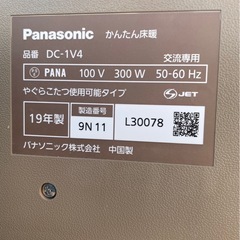 Panasonic かんたん床暖
品番 DC-1V4 交流専用
PANA 100 V 300 W 50-60 Hz
やぐらこたつ使用可能タイプ
JET
19年製 製造番号 9N 11 L30078
パナソニック株式会社 中国製